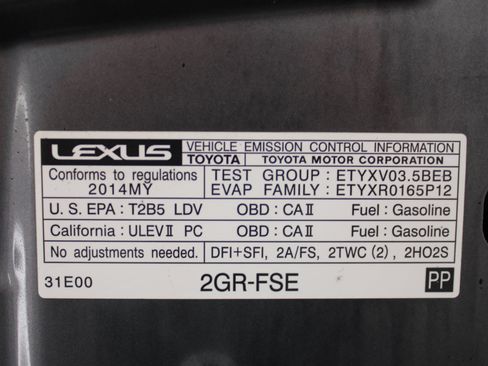 LEXUS VEHICLE EMISSION CONTROL INFORMATION
TOYOTA TOYOTA MOTOR CORPORATION
Conforms to regulations TEST GROUP : ETYXV03.5BEB
2014MY EVAP FAMILY : ETYXR0165P12
U. S. EPA : T2B5 LDV OBD : CAⅡ Fuel : Gasoline
California : ULEVⅡ PC OBD : CAⅡ Fuel : Gasoline
No adjustments needed. DFI+SFI, 2A/FS, 2TWC (2), 2HO2S
31E00 2GR-FSE PP